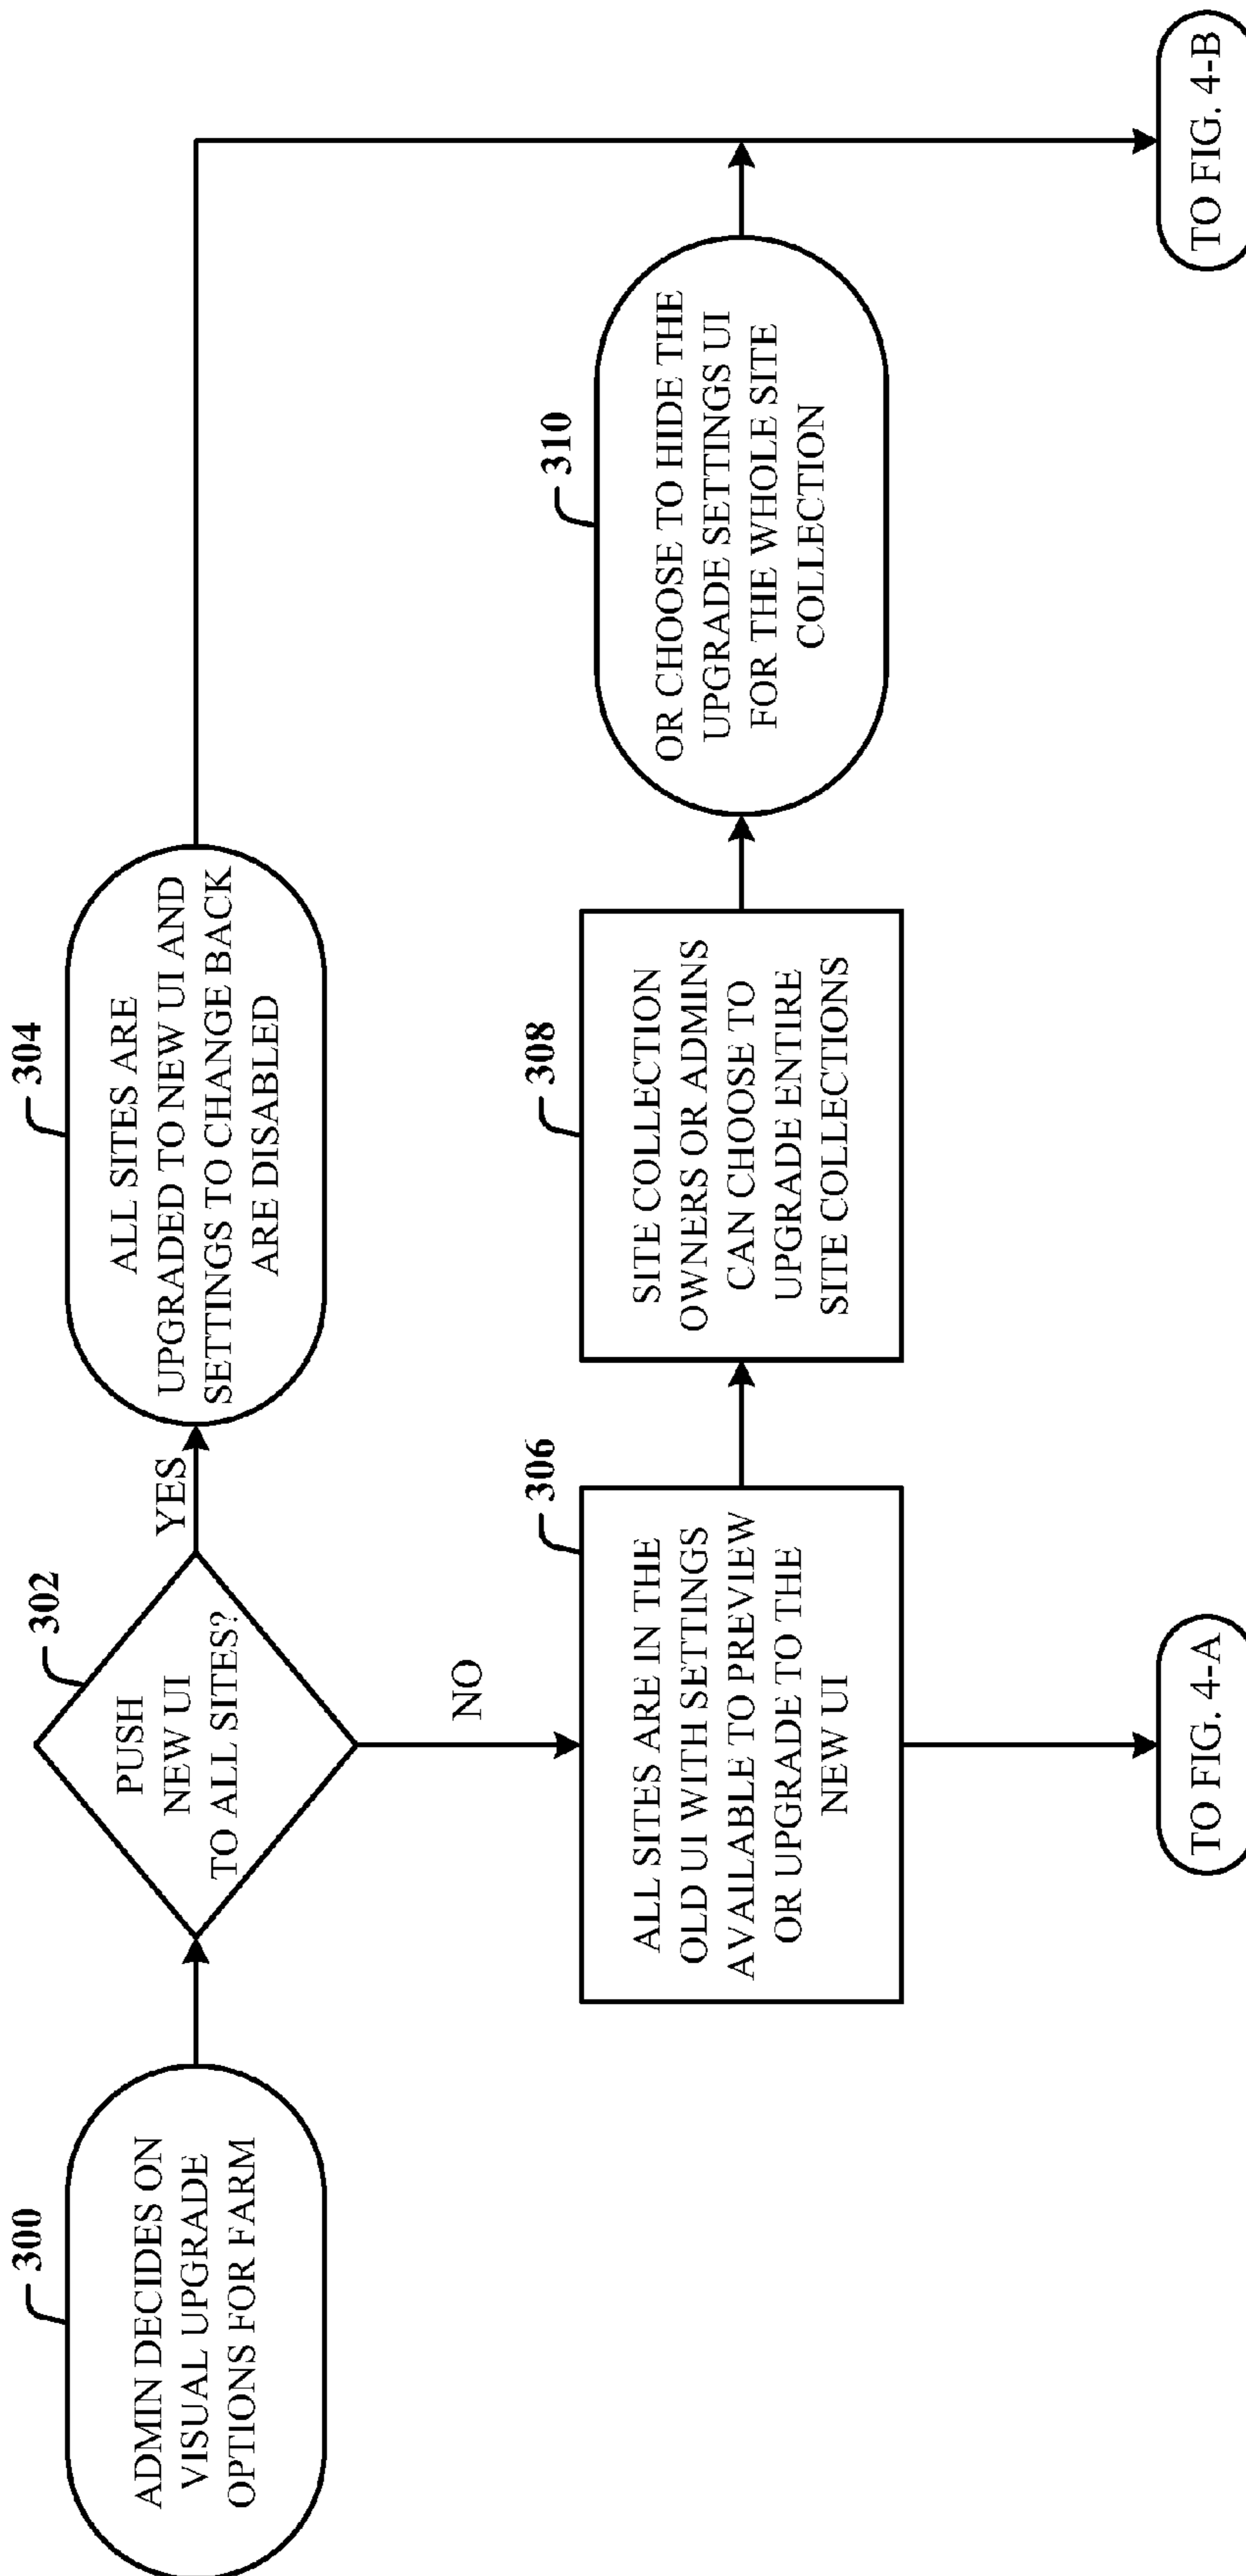 300
ADMIN DECIDES ON
VISUAL UPGRADE
OPTIONS FOR FARM
302
PUSH
NEW UI
TO ALL SITES?
YES
304
ALL SITES ARE
UPGRADED TO NEW UI AND
SETTINGS TO CHANGE BACK
ARE DISABLED
NO
306
ALL SITES ARE IN THE
OLD UI WITH SETTINGS
AVAILABLE TO PREVIEW
OR UPGRADE TO THE
NEW UI
308
SITE COLLECTION
OWNERS OR ADMINS
CAN CHOOSE TO
UPGRADE ENTIRE
SITE COLLECTIONS
310
OR CHOOSE TO HIDE THE
UPGRADE SETTINGS UI
FOR THE WHOLE SITE
COLLECTION
TO FIG. 4-A
TO FIG. 4-B